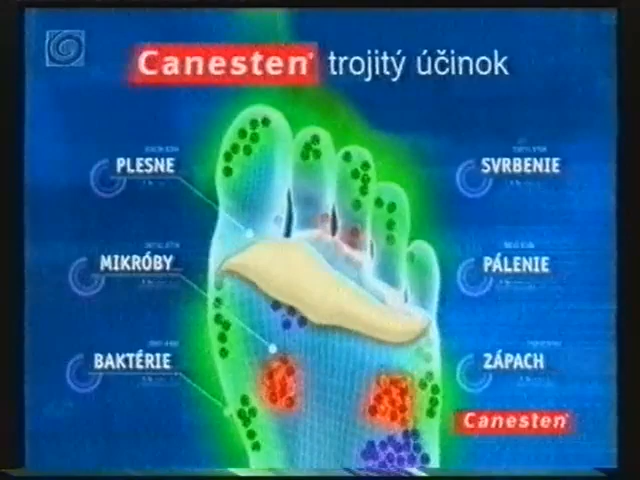 Canesten® trojitý účinok
PLESNE
SVRBENIE
MIKRÓBY
PÁLENIE
BAKTÉRIE
ZÁPACH
Canesten®